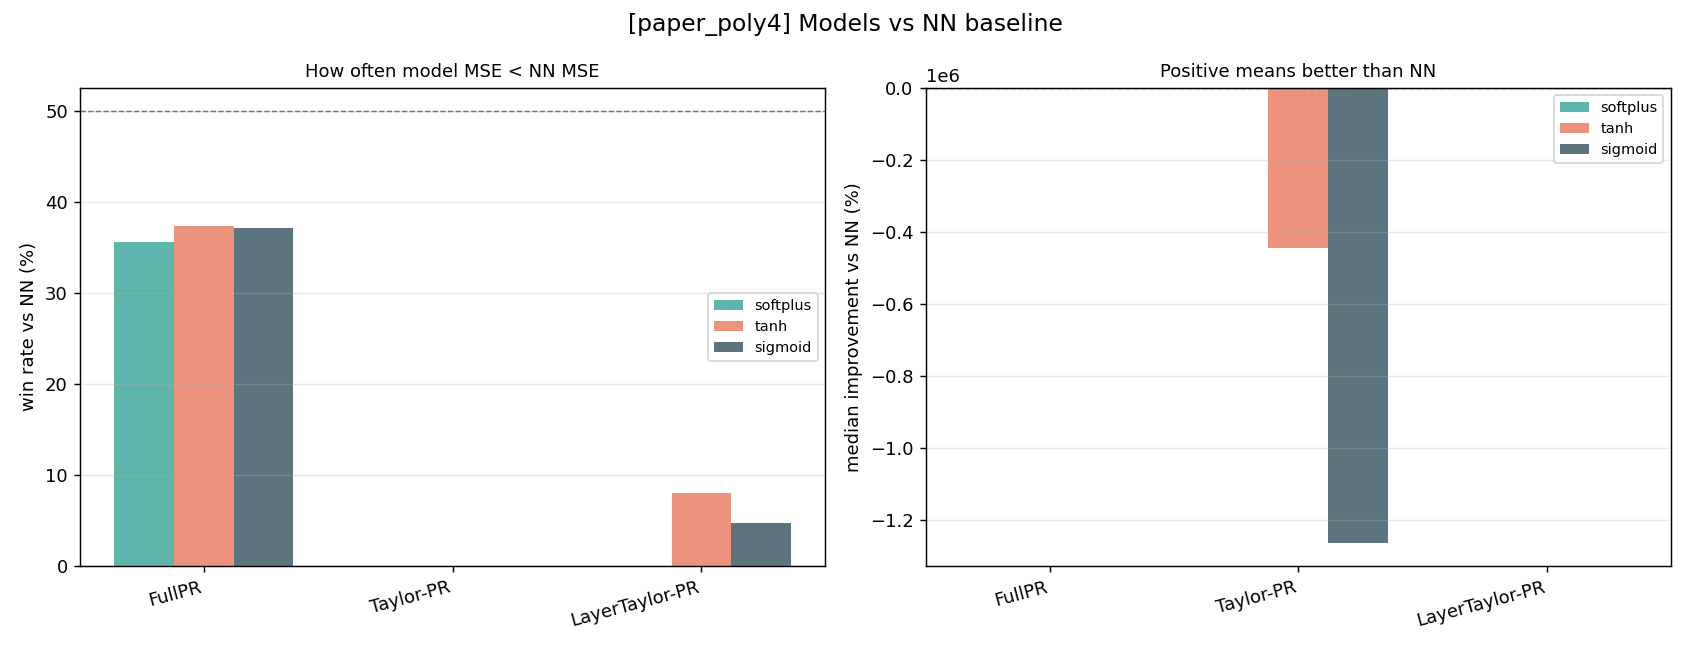 [paper_poly4] Models vs NN baseline
How often model MSE < NN MSE
win rate vs NN (%)
50
40
30
20
10
0
softplus
tanh
sigmoid
FullPR
Taylor-PR
LayerTaylor-PR
Positive means better than NN
1e6
median improvement vs NN (%)
0.0
−0.2
−0.4
−0.6
−0.8
−1.0
−1.2
softplus
tanh
sigmoid
FullPR
Taylor-PR
LayerTaylor-PR